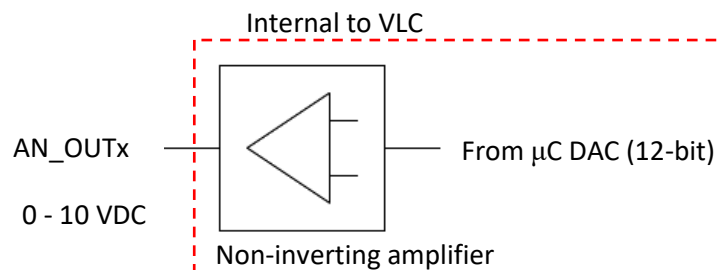 Internal to VLC
AN_OUTx
From μC DAC (12-bit)
0 - 10 VDC
Non-inverting amplifier